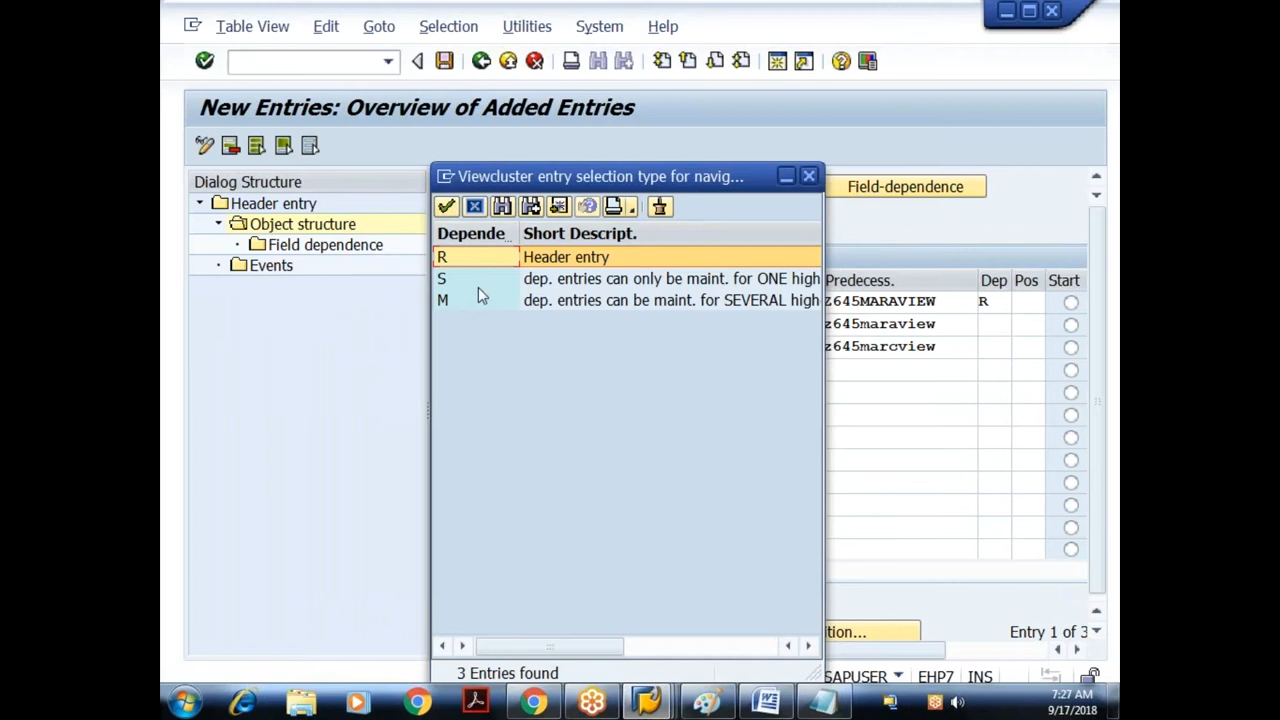 Table View Edit Goto Selection Utilities System Help
New Entries: Overview of Added Entries
Dialog Structure
Header entry
Object structure
Field dependence
Events
Viewcluster entry selection type for navig...
Depende... Short Descript.
R Header entry
S dep. entries can only be maint. for ONE high
M dep. entries can be maint. for SEVERAL high
3 Entries found
Field-dependence
Predecess. Dep Pos Start
Z645MARAVIEW R
z645maraview
z645marcview
ition...
Entry 1 of 3
SAPUSER EHP7 INS
7:27 AM
9/17/2018